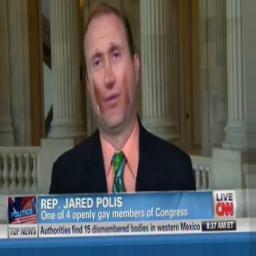 REP. JARED POLIS
One of 4 openly gay members of Congress
LIVE
CNN
POLITICS
TOP NEWS
Authorities find 15 dismembered bodies in western Mexico
8:37 AM ET